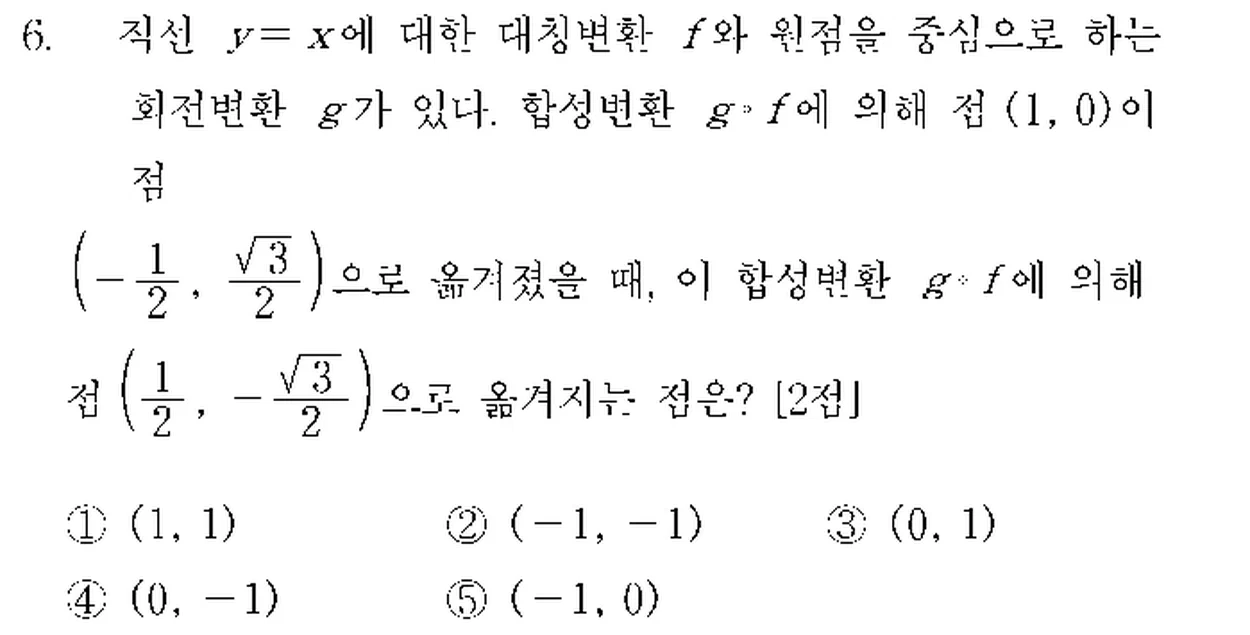 6. 직선 y= x에 대한 대칭변환 f와 원점을 중심으로 하는
회전변환 g가 있다. 합성변환 g∘f에 의해 점 (1, 0)이
점
(-1/2, √3/2)으로 옮겨졌을 때, 이 합성변환 g∘f에 의해
점 (1/2, -√3/2)으로 옮겨지는 점은? [2점]
① (1, 1) ② (-1, -1) ③ (0, 1)
④ (0, -1) ⑤ (-1, 0)